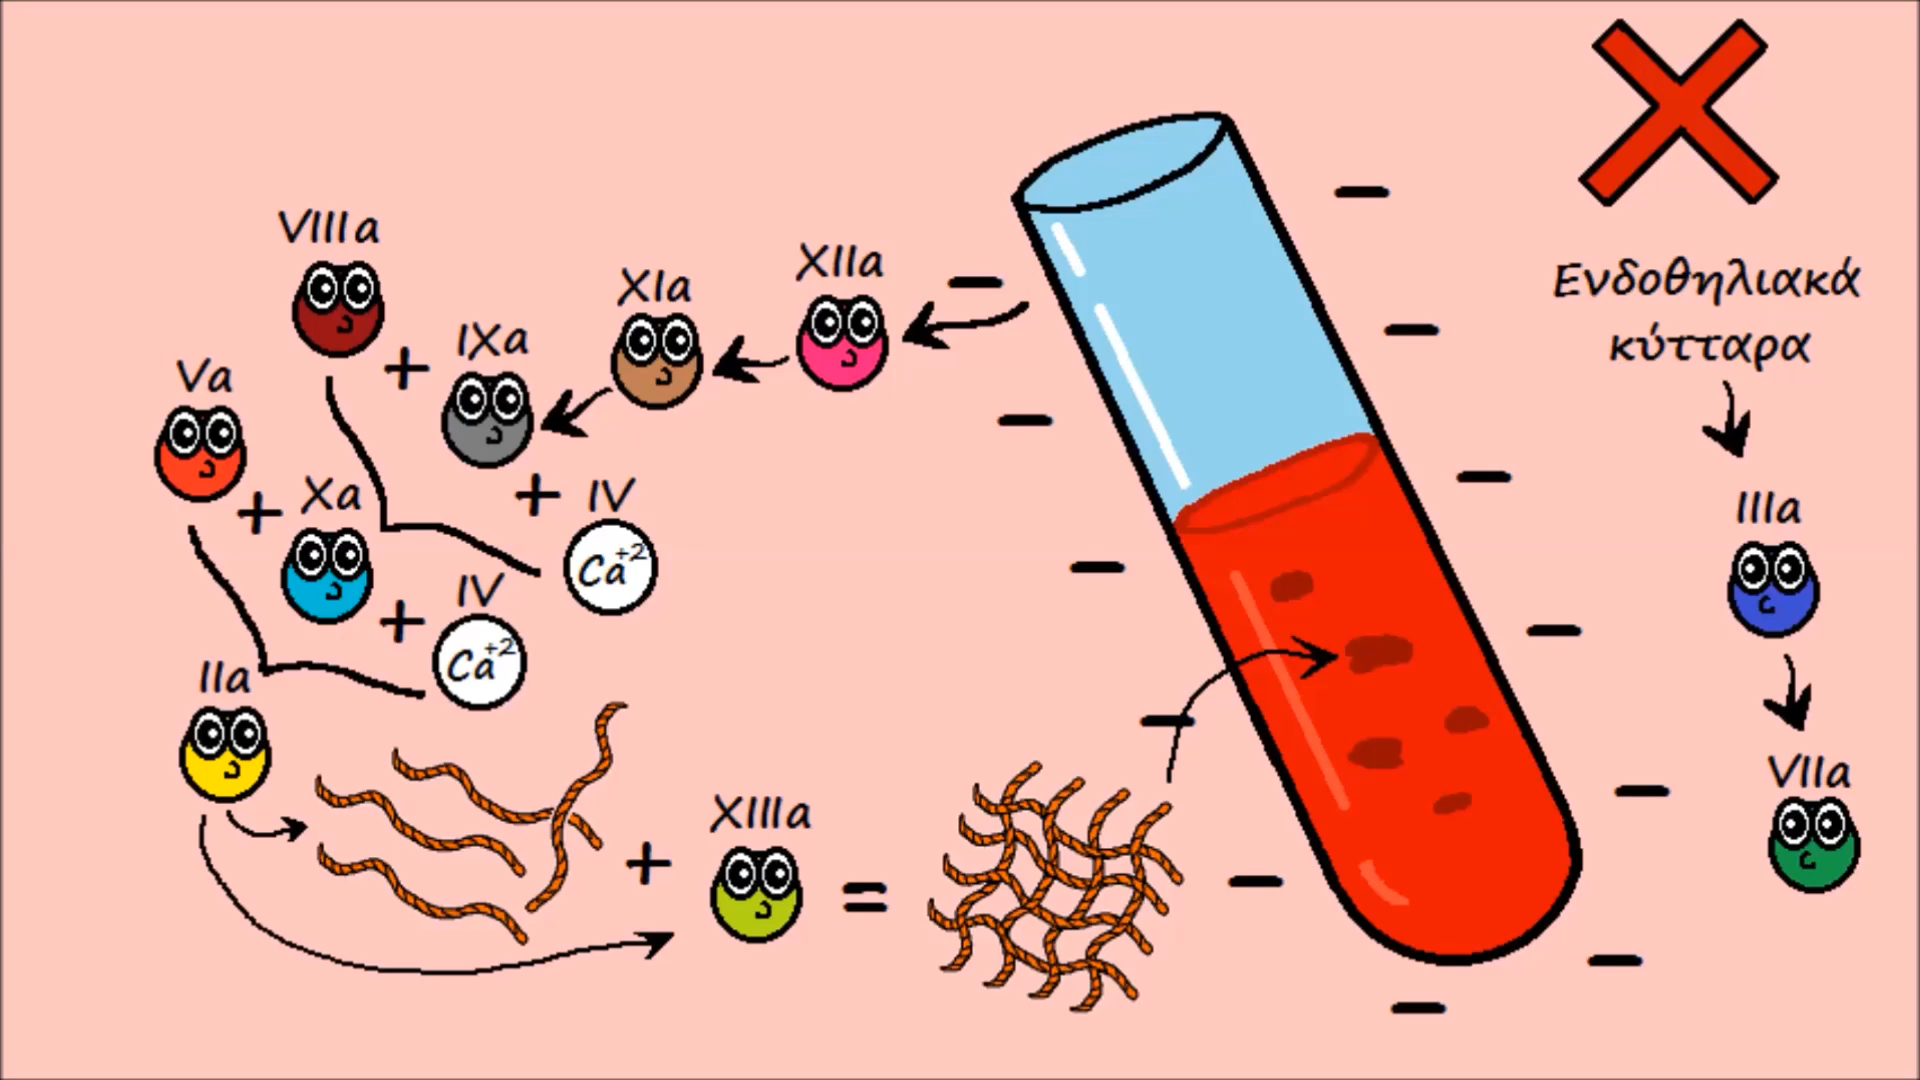 VIIIa
XIIa
XIa
IXa
Va
+
Xa
+
+
IV
Ca+2
+
IV
Ca+2
IIa
+
XIIIa
=
Ενδοθηλιακά
κύτταρα
IIIa
VIIa